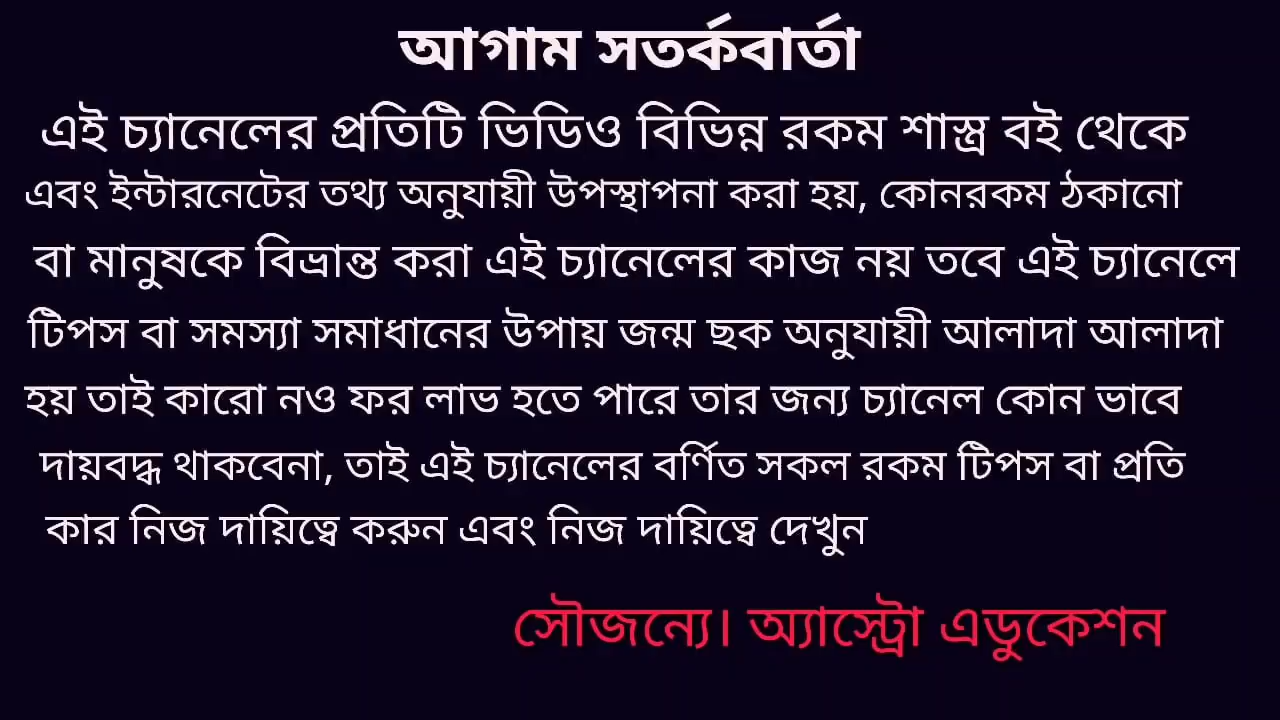 আগাম সতর্কবার্তা
এই চ্যানেলের প্রতিটি ভিডিও বিভিন্ন রকম শাস্ত্র বই থেকে
এবং ইন্টারনেটের তথ্য অনুযায়ী উপস্থাপনা করা হয়, কোনরকম ঠকানো
বা মানুষকে বিভ্রান্ত করা এই চ্যানেলের কাজ নয় তবে এই চ্যানেলে
টিপস বা সমস্যা সমাধানের উপায় জন্ম ছক অনুযায়ী আলাদা আলাদা
হয় তাই কারো নও ফর লাভ হতে পারে তার জন্য চ্যানেল কোন ভাবে
দায়বদ্ধ থাকবেনা, তাই এই চ্যানেলের বর্ণিত সকল রকম টিপস বা প্রতি
কার নিজ দায়িত্বে করুন এবং নিজ দায়িত্বে দেখুন
সৌজন্যে। অ্যাস্ট্রো এডুকেশন